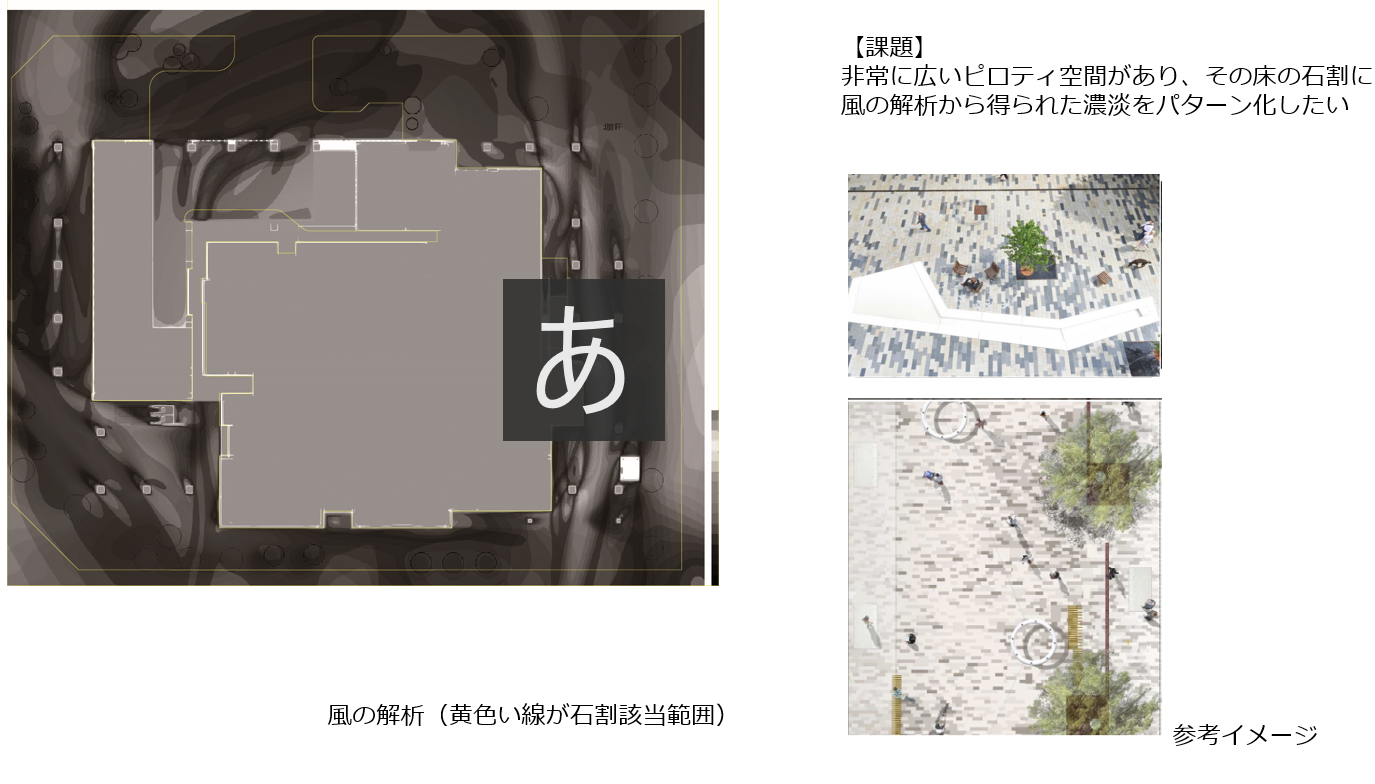 【課題】
非常に広いピロティ空間があり、その床の石割に
風の解析から得られた濃淡をパターン化したい
あ
風の解析（黄色い線が石割該当範囲）
参考イメージ